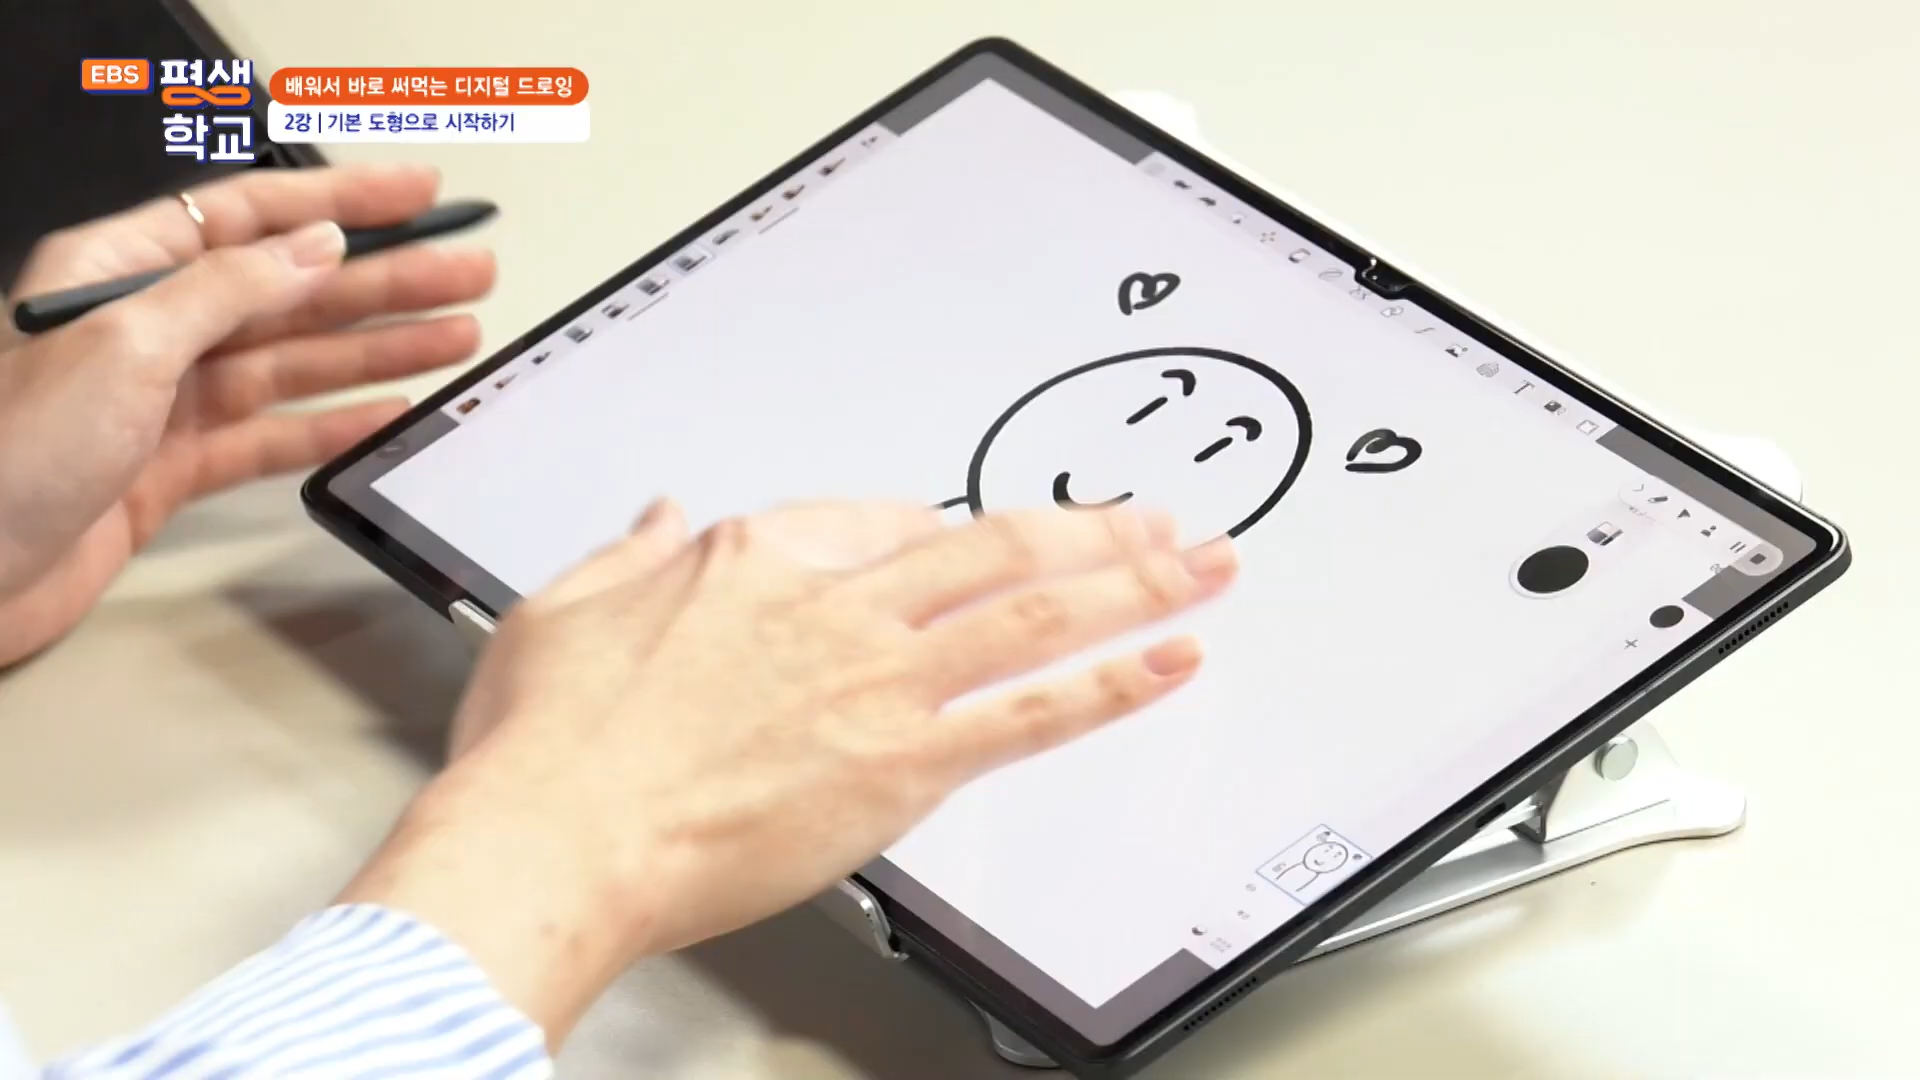 EBS 평생
학교
배워서 바로 써먹는 디지털 드로잉
2강 | 기본 도형으로 시작하기
T